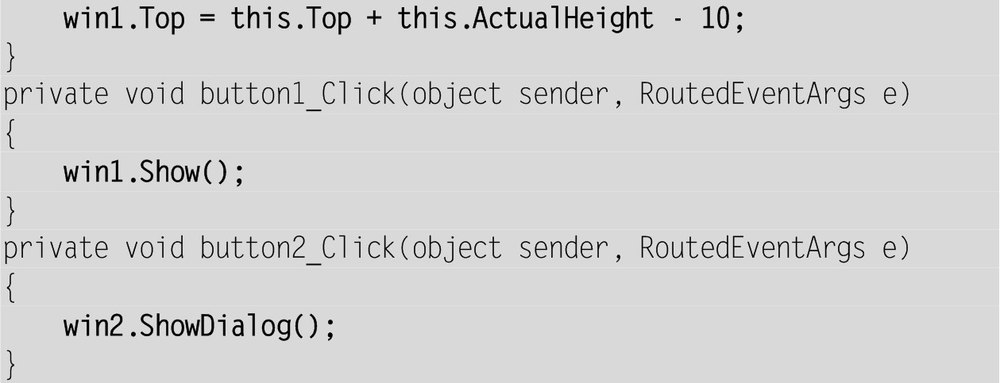 win1.Top = this.Top + this.ActualHeight - 10;
}
private void button1_Click(object sender, RoutedEventArgs e)
{
    win1.Show();
}
private void button2_Click(object sender, RoutedEventArgs e)
{
    win2.ShowDialog();
}